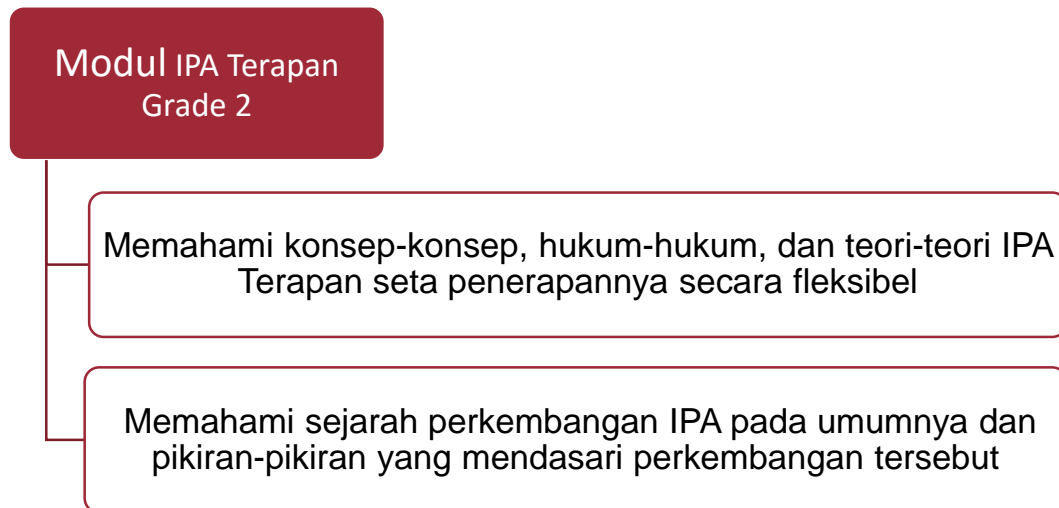 Modul IPA Terapan
Grade 2
Memahami konsep-konsep, hukum-hukum, dan teori-teori IPA
Terapan seta penerapannya secara fleksibel
Memahami sejarah perkembangan IPA pada umumnya dan
pikiran-pikiran yang mendasari perkembangan tersebut